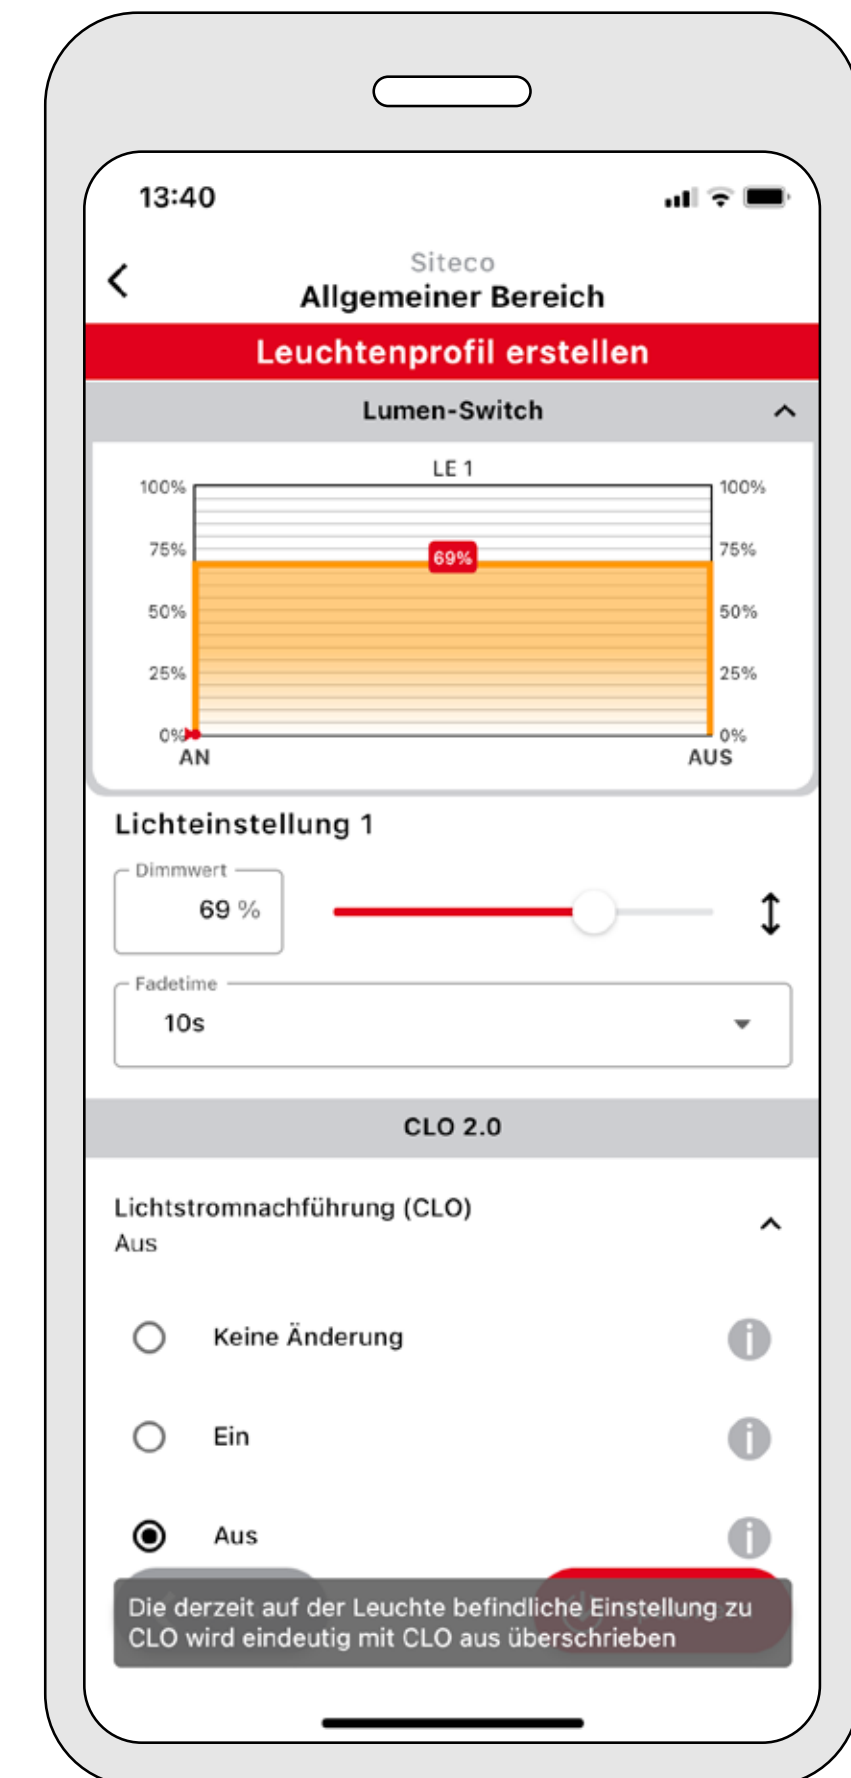 13:40
Siteco
Allgemeiner Bereich
Leuchtenprofil erstellen
Lumen-Switch
LE 1
100% 100%
75% 69% 75%
50% 50%
25% 25%
0% 0%
AN AUS
Lichteinstellung 1
Dimmwert
69 %
Fadetime
10s
CLO 2.0
Lichtstromnachführung (CLO)
Aus
Keine Änderung
Ein
Aus
Die derzeit auf der Leuchte befindliche Einstellung zu
CLO wird eindeutig mit CLO aus überschrieben